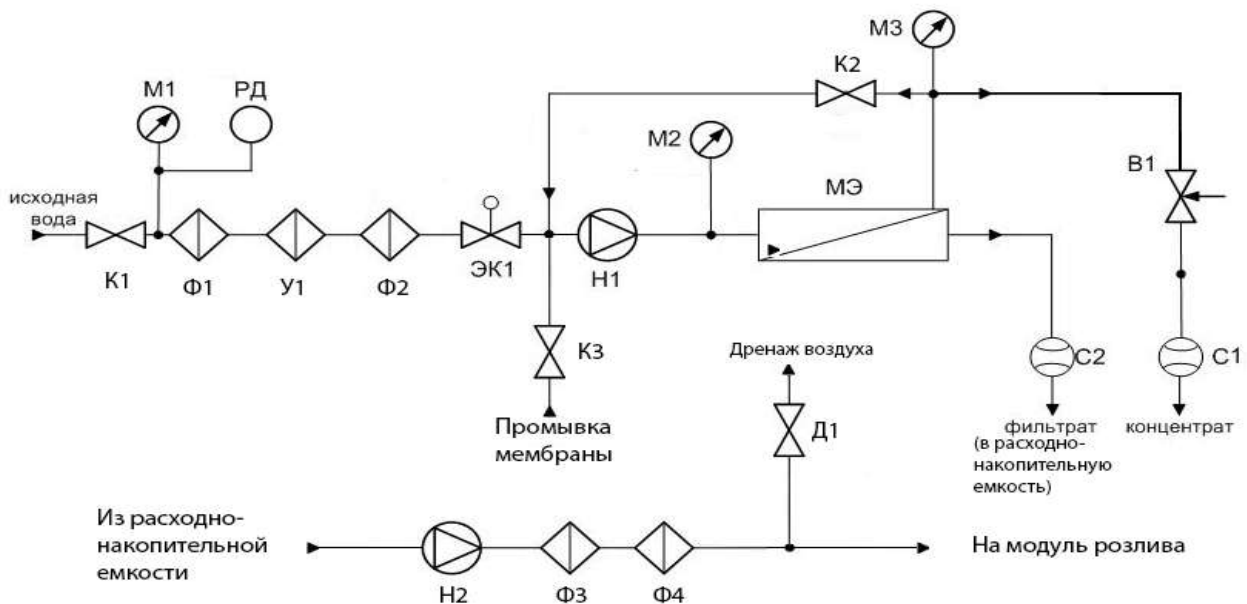 М3
К2
М1
РД
М2
В1
МЭ
исходная
вода
К1
Ф1
У1
Ф2
ЭК1
Н1
К3
Дренаж воздуха
С2
С1
Промывка
мембраны
Д1
фильтрат
(в расходно-
накопительную
емкость)
концентрат
Из расходно-
накопительной
емкости
Н2
Ф3
Ф4
На модуль розлива